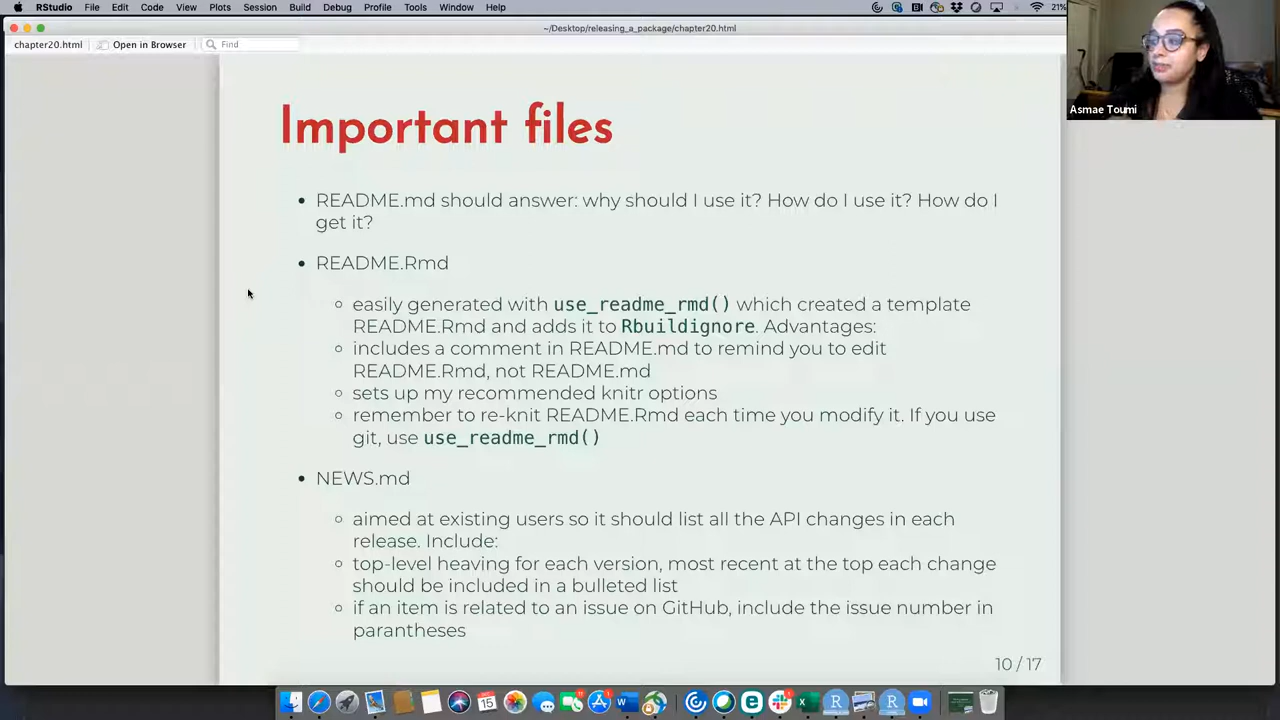 RStudio File Edit Code View Plots Session Build Debug Profile Tools Window Help 21%
~/Desktop/releasing_a_package/chapter20.html
chapter20.html Open in Browser Find
Asmae Toumi
Important files
README.md should answer: why should I use it? How do I use it? How do I
get it?
README.Rmd
easily generated with use_readme_rmd() which created a template
README.Rmd and adds it to Rbuildignore. Advantages:
includes a comment in README.md to remind you to edit
README.Rmd, not README.md
sets up my recommended knitr options
remember to re-knit README.Rmd each time you modify it. If you use
git, use use_readme_rmd()
NEWS.md
aimed at existing users so it should list all the API changes in each
release. Include:
top-level heaving for each version, most recent at the top each change
should be included in a bulleted list
if an item is related to an issue on GitHub, include the issue number in
parantheses
10 / 17
15